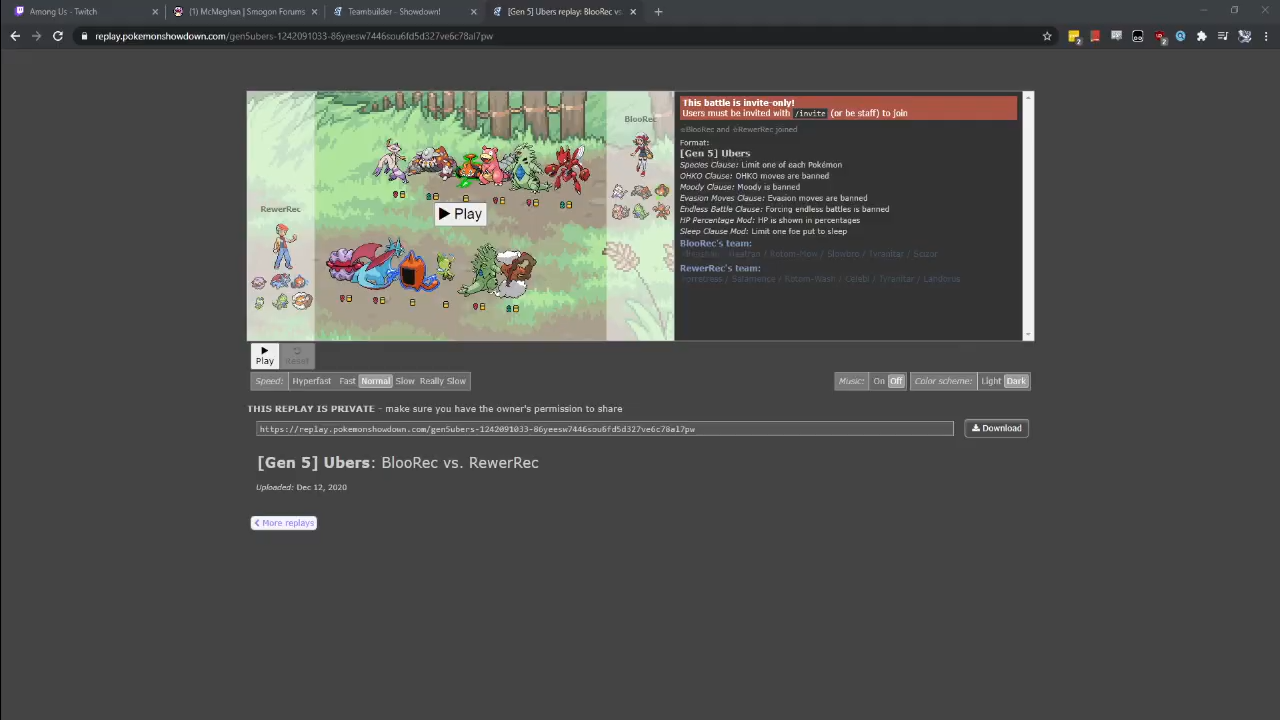 Among Us - Twitch
(1) McMeghan | Smogon Forums
Teambuilder - Showdown!
[Gen 5] Ubers replay: BlooRec vs.
replay.pokemonshowdown.com/gen5ubers-1242091033-86yeesw7446sou6fd5d327ve6c78al7pw
BlooRec
RewerRec
Play
This battle is invite-only!
Users must be invited with /invite (or be staff) to join
☆BlooRec and ☆RewerRec joined
Format:
[Gen 5] Ubers
Species Clause: Limit one of each Pokémon
OHKO Clause: OHKO moves are banned
Moody Clause: Moody is banned
Evasion Moves Clause: Evasion moves are banned
Endless Battle Clause: Forcing endless battles is banned
HP Percentage Mod: HP is shown in percentages
Sleep Clause Mod: Limit one foe put to sleep
BlooRec's team:
Heatran / Rotom-Mow / Slowbro / Tyranitar / Scizor
RewerRec's team:
Forretress / Salamence / Rotom-Wash / Celebi / Tyranitar / Landorus
Play Reset
Speed: Hyperfast Fast Normal Slow Really Slow
Music: On Off Color scheme: Light Dark
THIS REPLAY IS PRIVATE - make sure you have the owner's permission to share
https://replay.pokemonshowdown.com/gen5ubers-1242091033-86yeesw7446sou6fd5d327ve6c78al7pw
Download
[Gen 5] Ubers: BlooRec vs. RewerRec
Uploaded: Dec 12, 2020
More replays